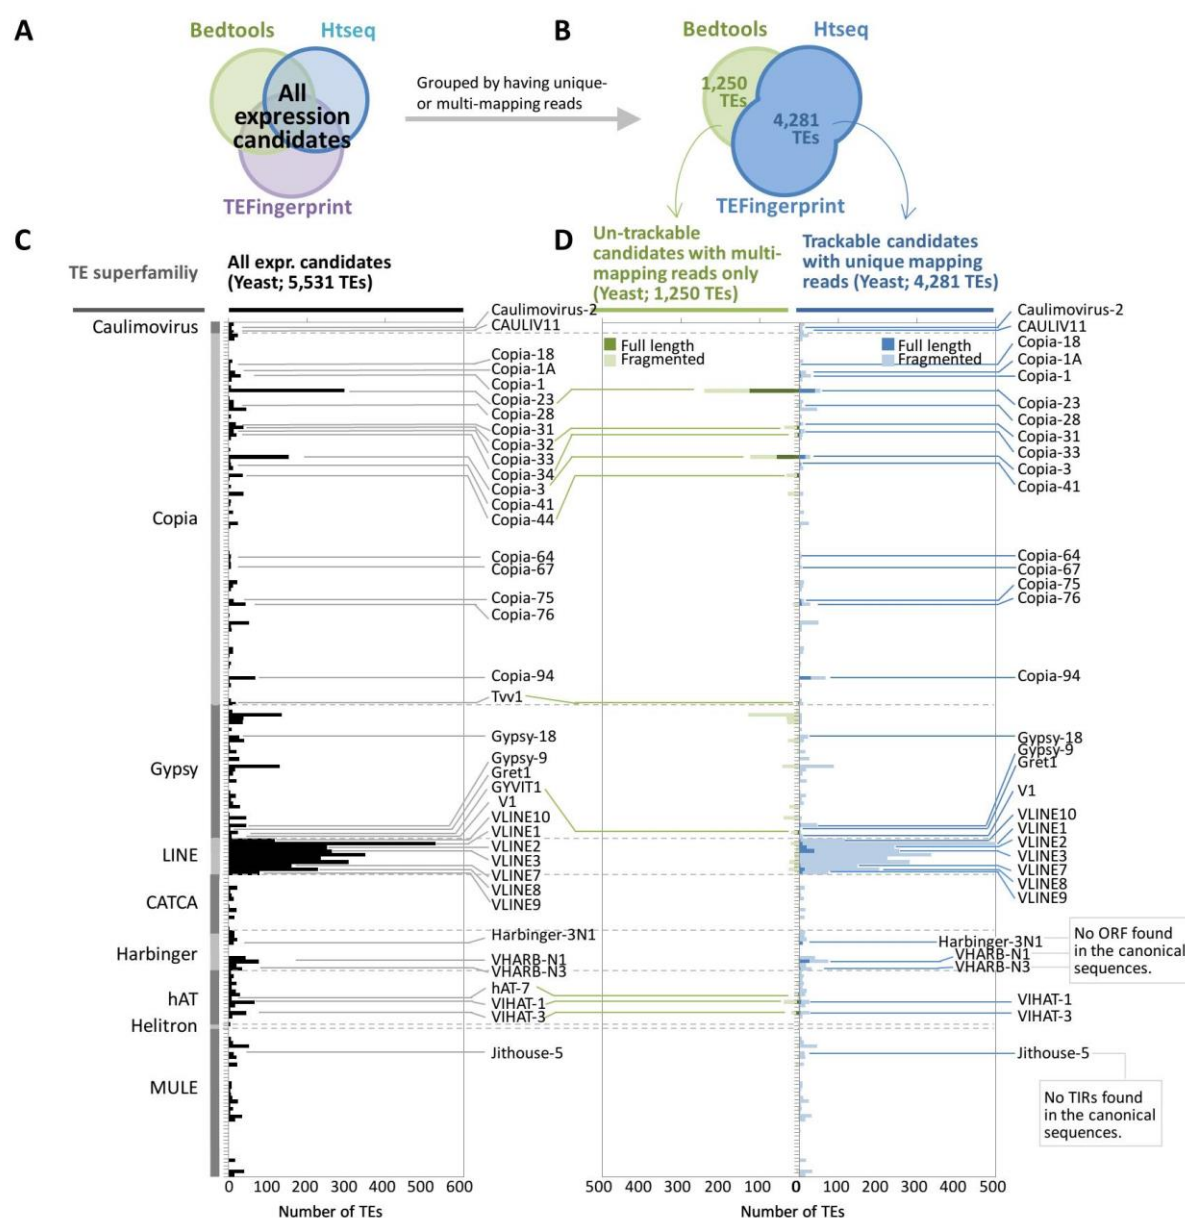 A
Bedtools
Htseq
All
expression
candidates
TEFingerprint
Grouped by having unique-
or multi-mapping reads
B
Bedtools
Htseq
1,250
TEs
4,281
TEs
TEFingerprint
C
TE superfamiliy
All expr. candidates
(Yeast; 5,531 TEs)
D
Un-trackable
candidates with multi-
mapping reads only
(Yeast; 1,250 TEs)
Trackable candidates
with unique mapping
reads (Yeast; 4,281 TEs)
Caulimovirus
Copia
Gypsy
LINE
CATCA
Harbinger
hAT
Helitron
MULE
Caulimovirus-2
CAULIV11
Copia-18
Copia-1A
Copia-1
Copia-23
Copia-28
Copia-31
Copia-32
Copia-33
Copia-34
Copia-3
Copia-41
Copia-44
Copia-64
Copia-67
Copia-75
Copia-76
Copia-94
Tvv1
Gypsy-18
Gypsy-9
Gret1
GYVIT1
V1
VLINE10
VLINE1
VLINE2
VLINE3
VLINE7
VLINE8
VLINE9
Harbinger-3N1
VHARB-N1
VHARB-N3
hAT-7
VIHAT-1
VIHAT-3
Jithouse-5
Full length
Fragmented
Full length
Fragmented
Caulimovirus-2
CAULIV11
Copia-18
Copia-1A
Copia-1
Copia-23
Copia-28
Copia-31
Copia-33
Copia-3
Copia-41
Copia-64
Copia-67
Copia-75
Copia-76
Copia-94
Gypsy-18
Gypsy-9
Gret1
V1
VLINE10
VLINE1
VLINE2
VLINE3
VLINE7
VLINE8
VLINE9
Harbinger-3N1
VHARB-N1
VHARB-N3
VIHAT-1
VIHAT-3
Jithouse-5
No ORF found
in the canonical
sequences.
No TIRs found
in the canonical
sequences.
0 100 200 300 400 500 600
Number of TEs
500 400 300 200 100 0
Number of TEs
0 100 200 300 400 500
Number of TEs